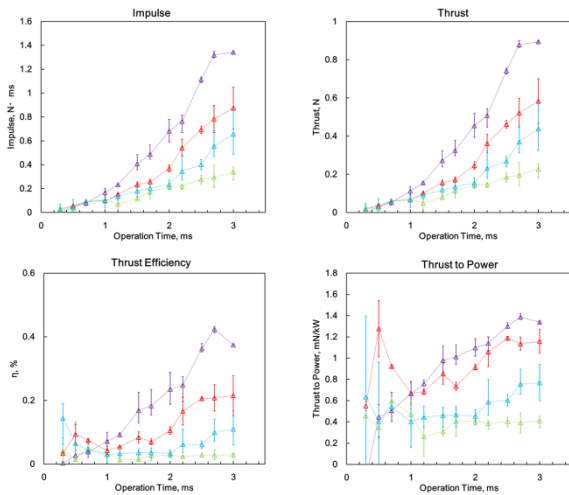 Impulse
Impulse, N· ms
1.6
1.4
1.2
1
0.8
0.6
0.4
0.2
0
0 1 2 3
Operation Time, ms
Thrust
Thrust, N
1
0.8
0.6
0.4
0.2
0
0 1 2 3
Operation Time, ms
Thrust Efficiency
η, %
0.6
0.4
0.2
0
0 1 2 3
Operation Time, ms
Thrust to Power
Thrust to Power, mN/kW
1.8
1.6
1.4
1.2
1.0
0.8
0.6
0.4
0.2
0
0 1 2 3
Operation Time, ms